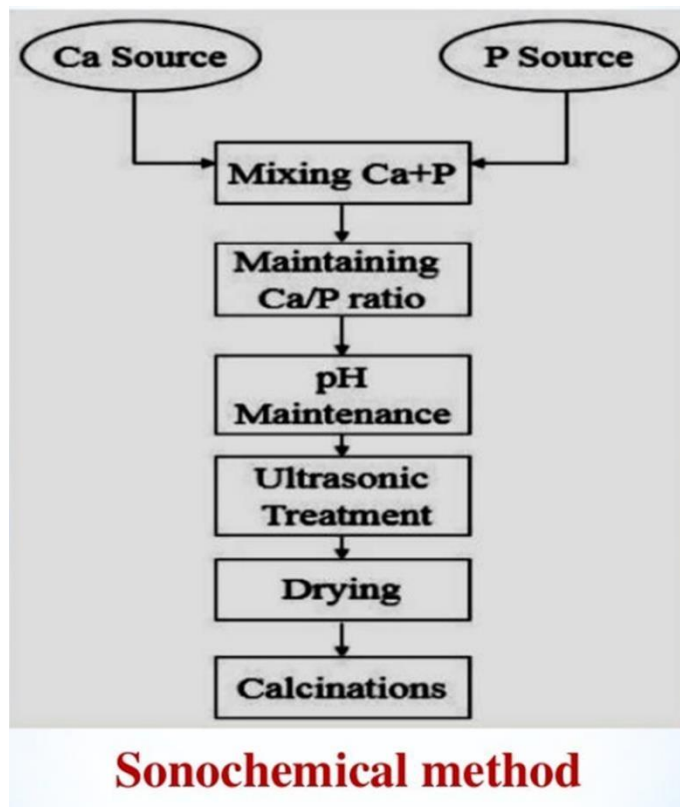 Ca Source
P Source
Mixing Ca+P
Maintaining
Ca/P ratio
pH
Maintenance
Ultrasonic
Treatment
Drying
Calcinations
Sonochemical method